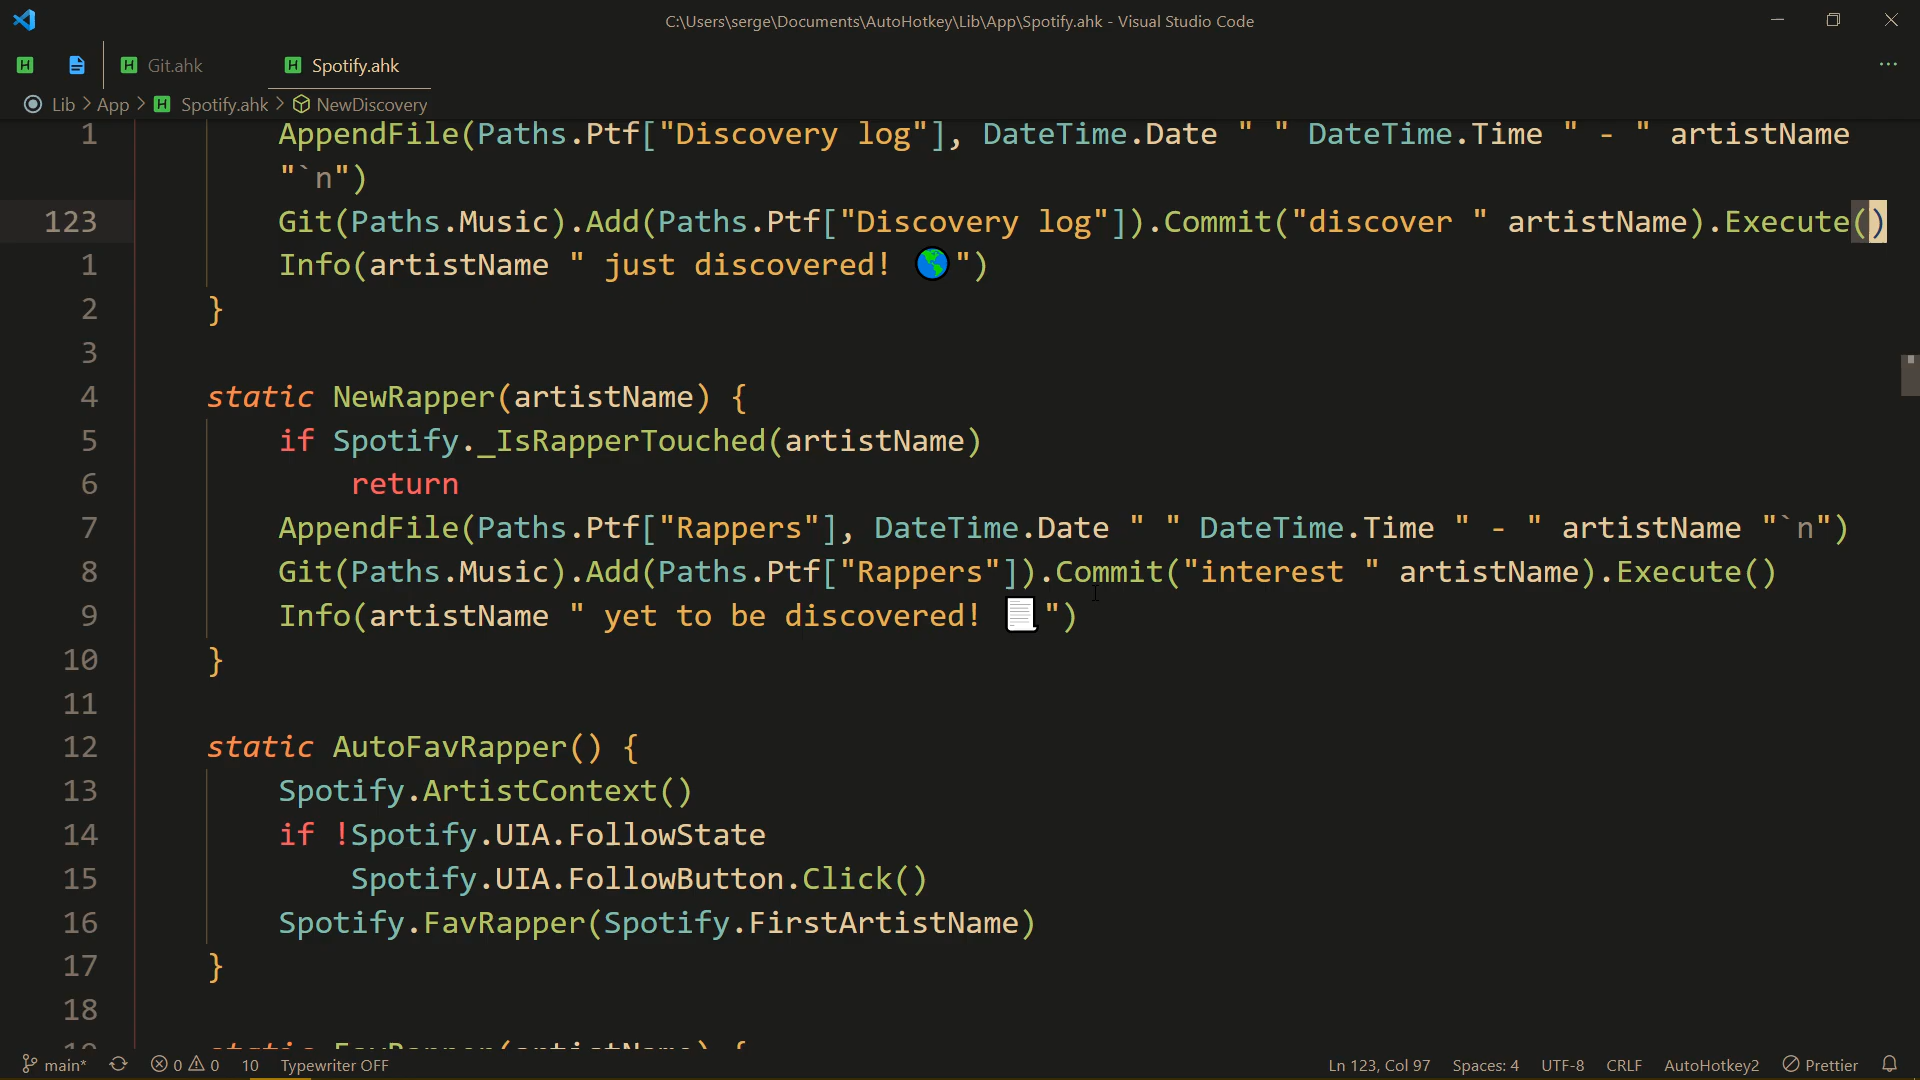 C:\Users\serge\Documents\AutoHotkey\Lib\App\Spotify.ahk - Visual Studio Code
Git.ahk
Spotify.ahk
Lib > App > Spotify.ahk > NewDiscovery
1 AppendFile(Paths.Ptf["Discovery log"], DateTime.Date " " DateTime.Time " - " artistName
"`n")
123 Git(Paths.Music).Add(Paths.Ptf["Discovery log"]).Commit("discover " artistName).Execute()
1 Info(artistName " just discovered! 🌎")
2 }
3
4 static NewRapper(artistName) {
5 if Spotify._IsRapperTouched(artistName)
6 return
7 AppendFile(Paths.Ptf["Rappers"], DateTime.Date " " DateTime.Time " - " artistName "`n")
8 Git(Paths.Music).Add(Paths.Ptf["Rappers"]).Commit("interest " artistName).Execute()
9 Info(artistName " yet to be discovered! 📃")
10 }
11
12 static AutoFavRapper() {
13 Spotify.ArtistContext()
14 if !Spotify.UIA.FollowState
15 Spotify.UIA.FollowButton.Click()
16 Spotify.FavRapper(Spotify.FirstArtistName)
17 }
18
19 static FavRapper(artistName) {
main* 0 0 10 Typewriter OFF Ln 123, Col 97 Spaces: 4 UTF-8 CRLF AutoHotkey2 Prettier